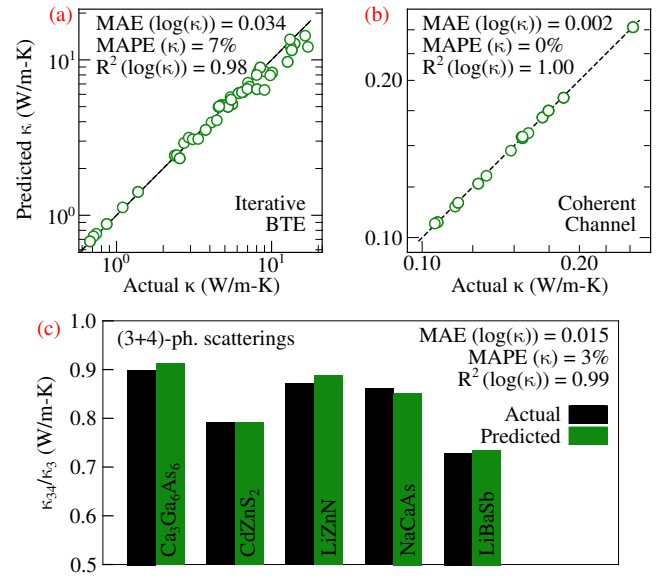 (a)
MAE (log(κ)) = 0.034
MAPE (κ) = 7%
R² (log(κ)) = 0.98
10¹
10⁰
Predicted κ (W/m-K)
Iterative
BTE
10⁰
10¹
Actual κ (W/m-K)
(b)
MAE (log(κ)) = 0.002
MAPE (κ) = 0%
R² (log(κ)) = 1.00
0.20
0.10
Coherent
Channel
0.10
0.20
Actual κ (W/m-K)
(c)
(3+4)-ph. scatterings
MAE (log(κ)) = 0.015
MAPE (κ) = 3%
R² (log(κ)) = 0.99
Actual
Predicted
1.0
0.9
0.8
0.7
0.6
0.5
κ₃₄/κ₃ (W/m-K)
Ca₃Ga₆As₆
CdZnS₂
LiZnN
NaCaAs
LiBaSb